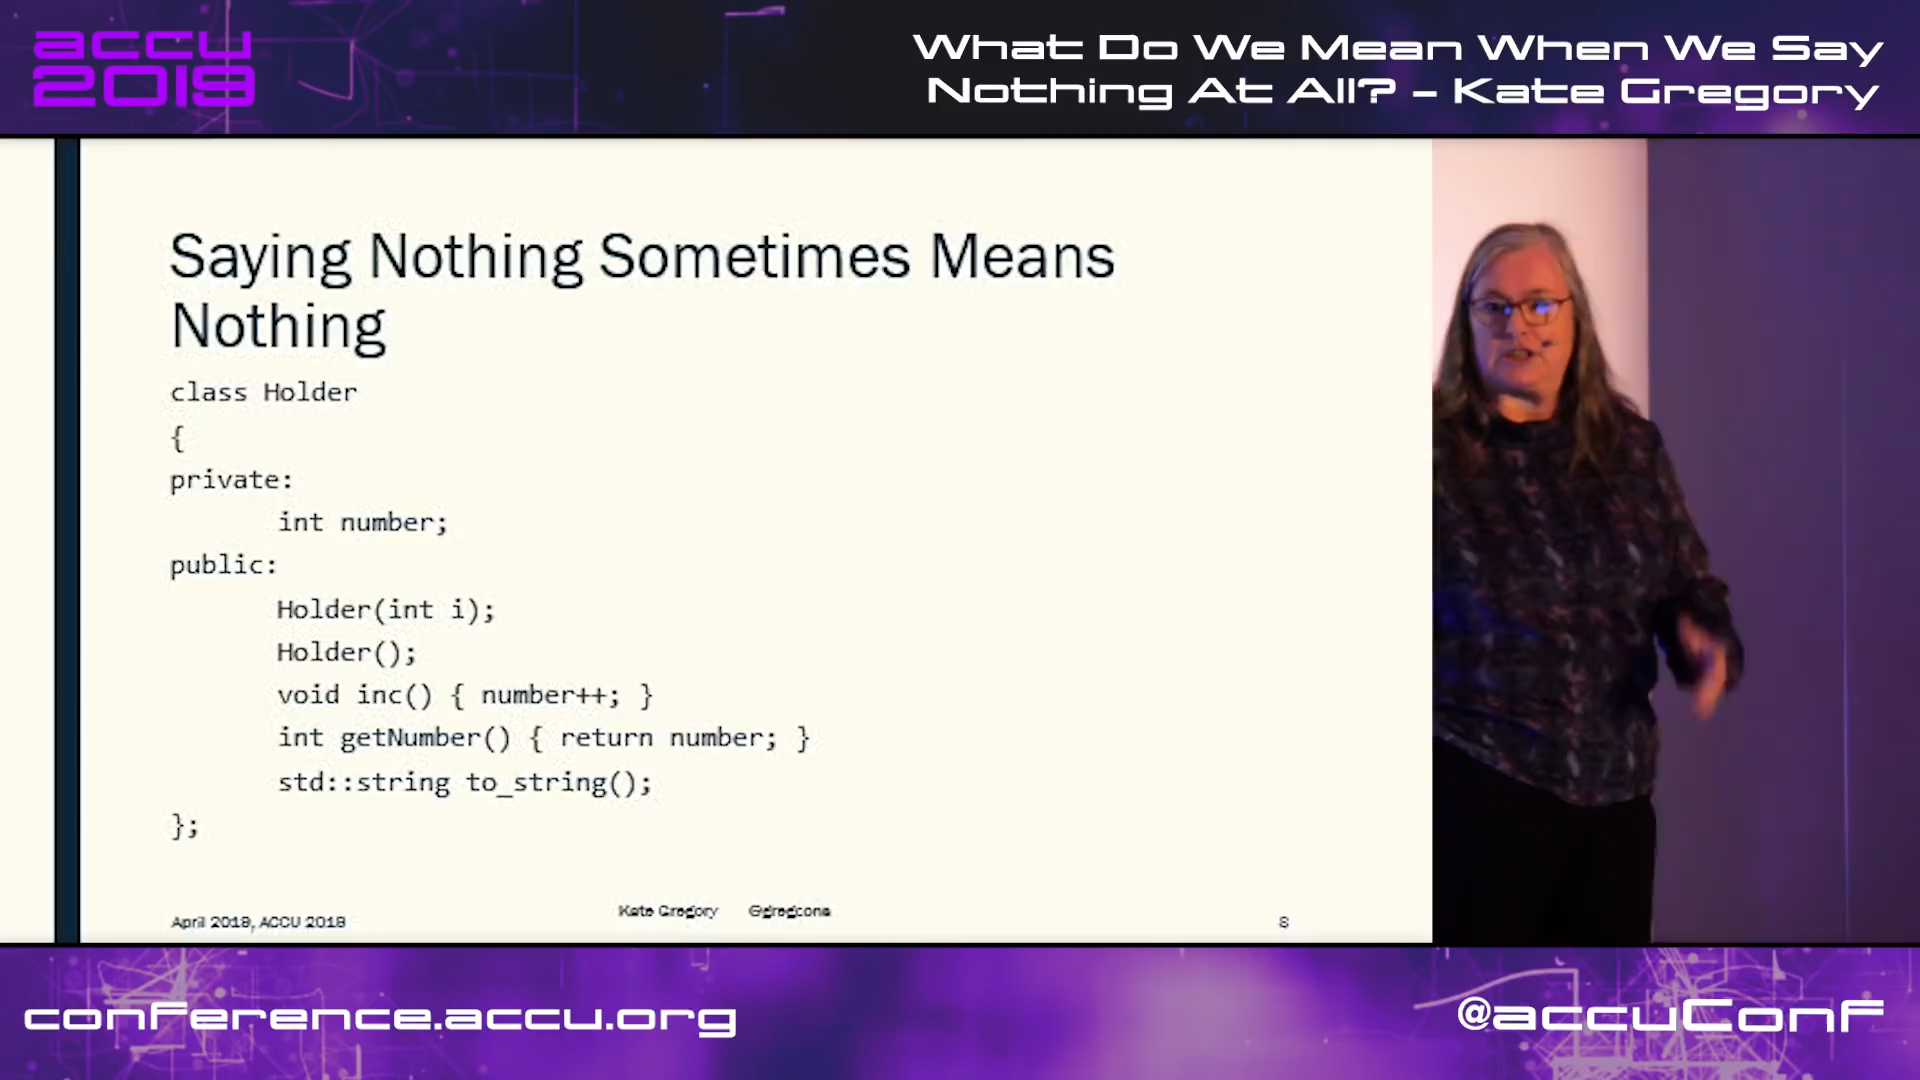 accu
2019
What Do We Mean When We Say
Nothing At All? - Kate Gregory
Saying Nothing Sometimes Means
Nothing
class Holder
{
private:
int number;
public:
Holder(int i);
Holder();
void inc() { number++; }
int getNumber() { return number; }
std::string to_string();
};
April 2019, ACCU 2019
Kate Gregory @gregcons
8
conference.accu.org
@accuConf